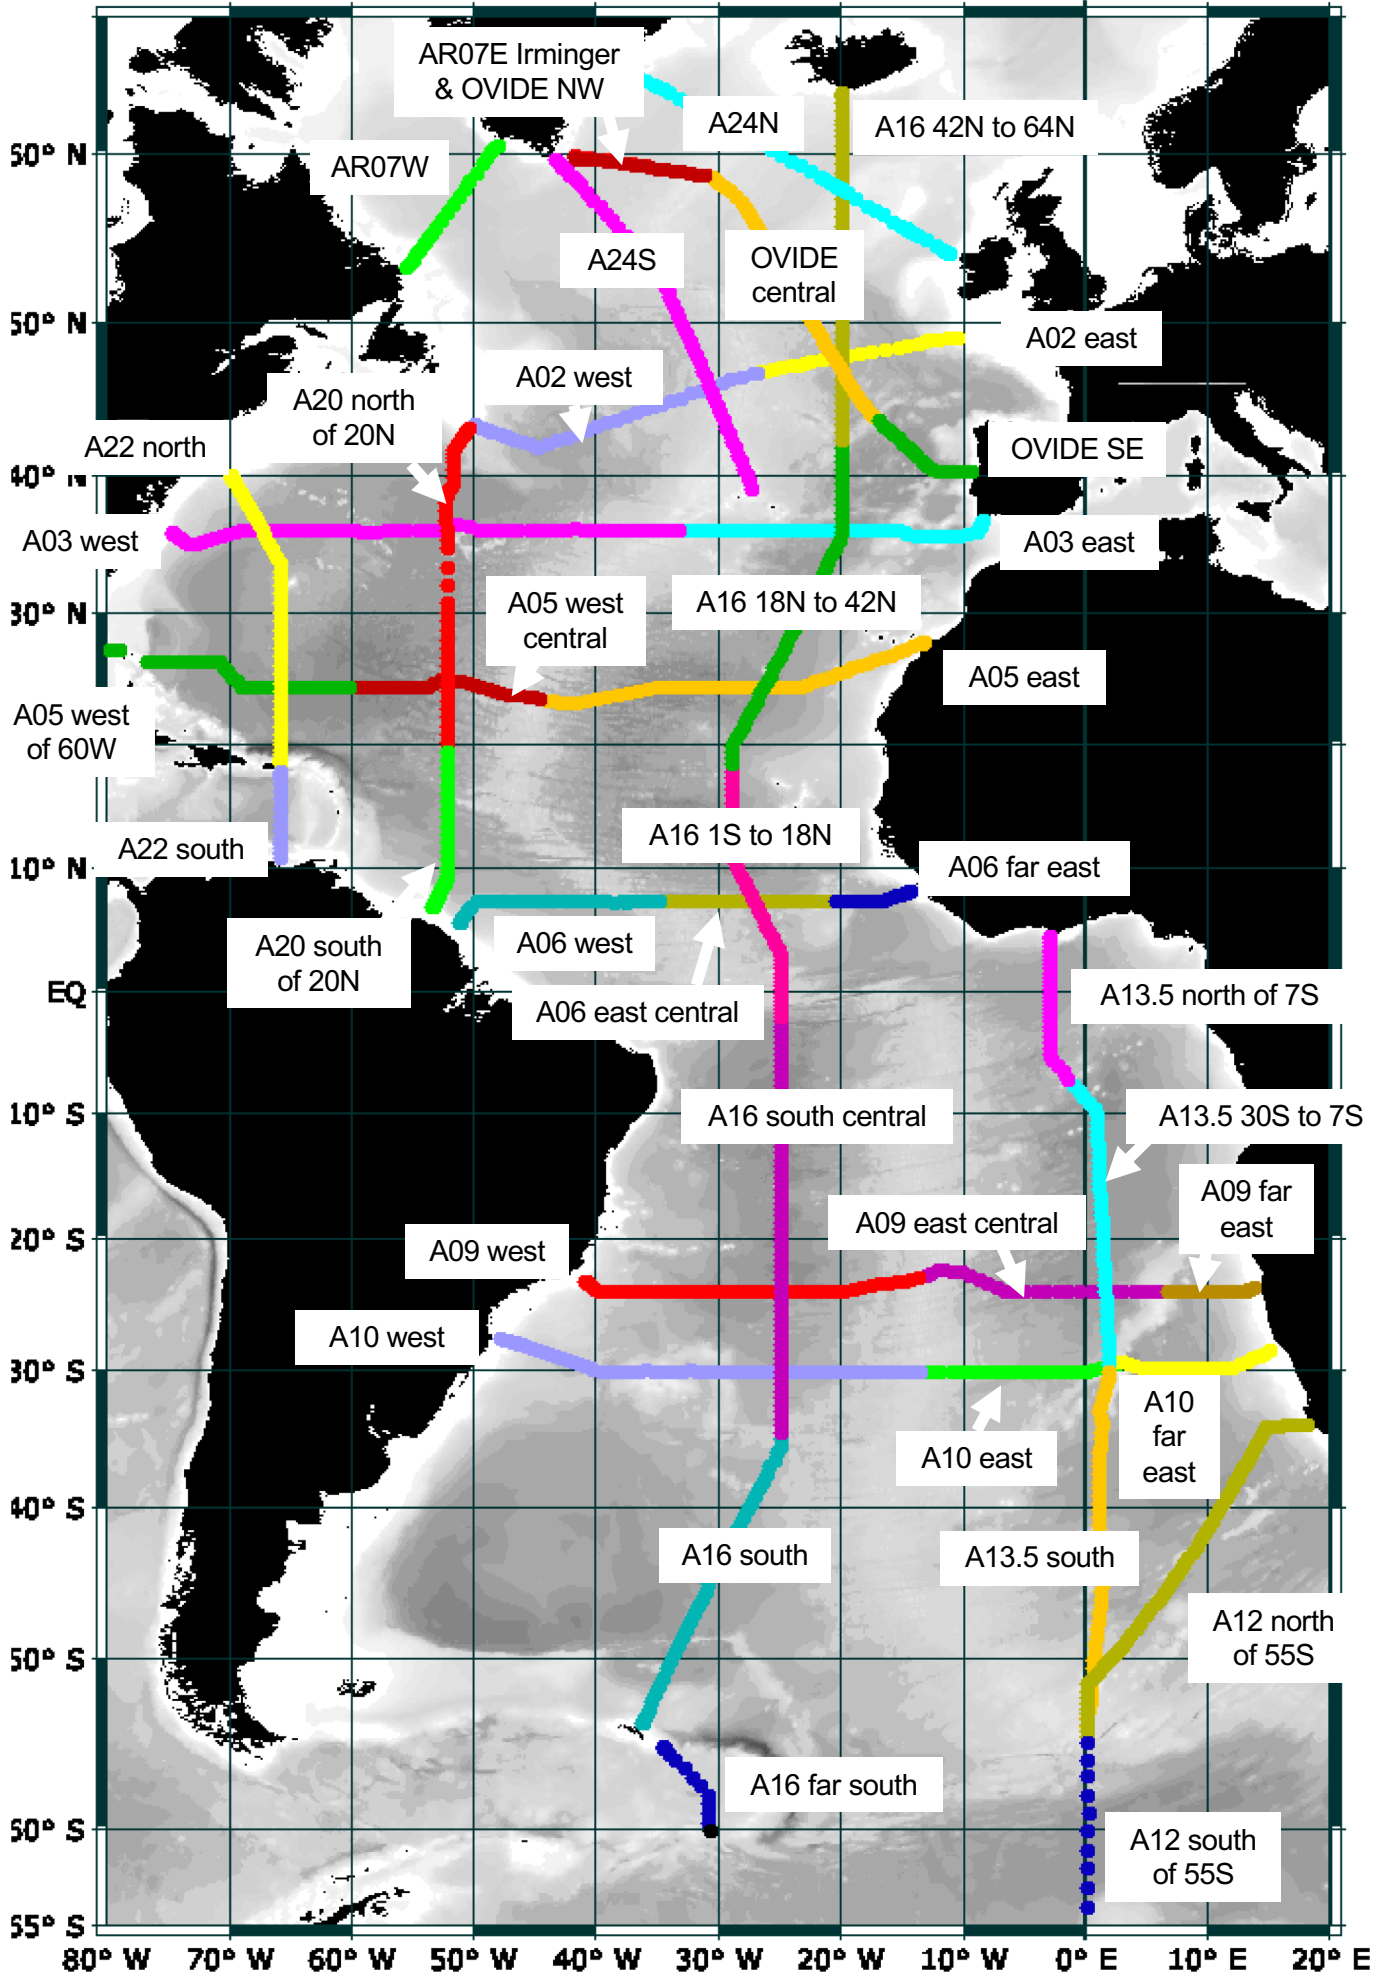 AR07E Irminger
& OVIDE NW
A24N
A16 42N to 64N
AR07W
A24S
OVIDE
central
A02 east
A02 west
A20 north
of 20N
A22 north
OVIDE SE
A03 west
A03 east
A05 west
central
A16 18N to 42N
A05 east
A05 west
of 60W
A16 1S to 18N
A22 south
A06 far east
A20 south
of 20N
A06 west
A06 east central
A13.5 north of 7S
A16 south central
A13.5 30S to 7S
A09 far
east
A09 east central
A09 west
A10 west
A10
far
east
A10 east
A16 south
A13.5 south
A12 north
of 55S
A16 far south
A12 south
of 55S
50° N
40° N
30° N
10° N
EQ
10° S
20° S
30° S
40° S
50° S
80° W 70° W 60° W 50° W 40° W 30° W 20° W 10° W 0° E 10° E 20° E